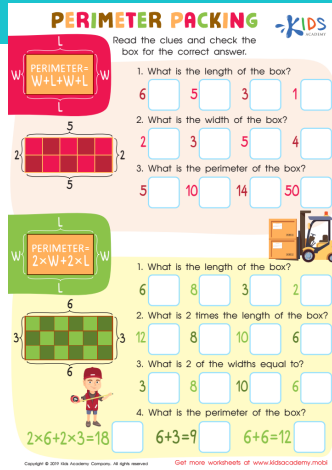 PERIMETER PACKING
KIDS
ACADEMY
Read the clues and check the
box for the correct answer.
L
W
PERIMETER=
W+L+W+L
W
L
1. What is the length of the box?
6 5 3 1
2. What is the width of the box?
2 3 5 4
3. What is the perimeter of the box?
5 10 14 50
5
2 2
5
L
W
PERIMETER=
2×W+2×L
W
L
1. What is the length of the box?
6 8 3 2
2. What is 2 times the length of the box?
12 8 10 6
3. What is 2 of the widths equal to?
3 8 10 6
4. What is the perimeter of the box?
2×6+2×3=18 6+3=9 6+6=12
6
3 3
6
Copyright © 2019 Kids Academy Company. All rights reserved
Get more worksheets at www.kidsacademy.mobi